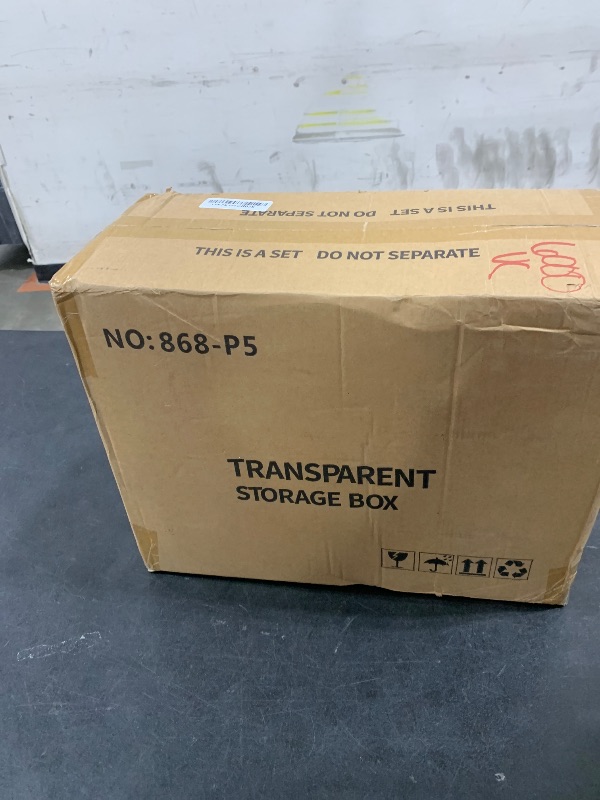 THIS IS A SET DO NOT SEPARATE
THIS IS A SET DO NOT SEPARATE
NO:868-P5
TRANSPARENT
STORAGE BOX